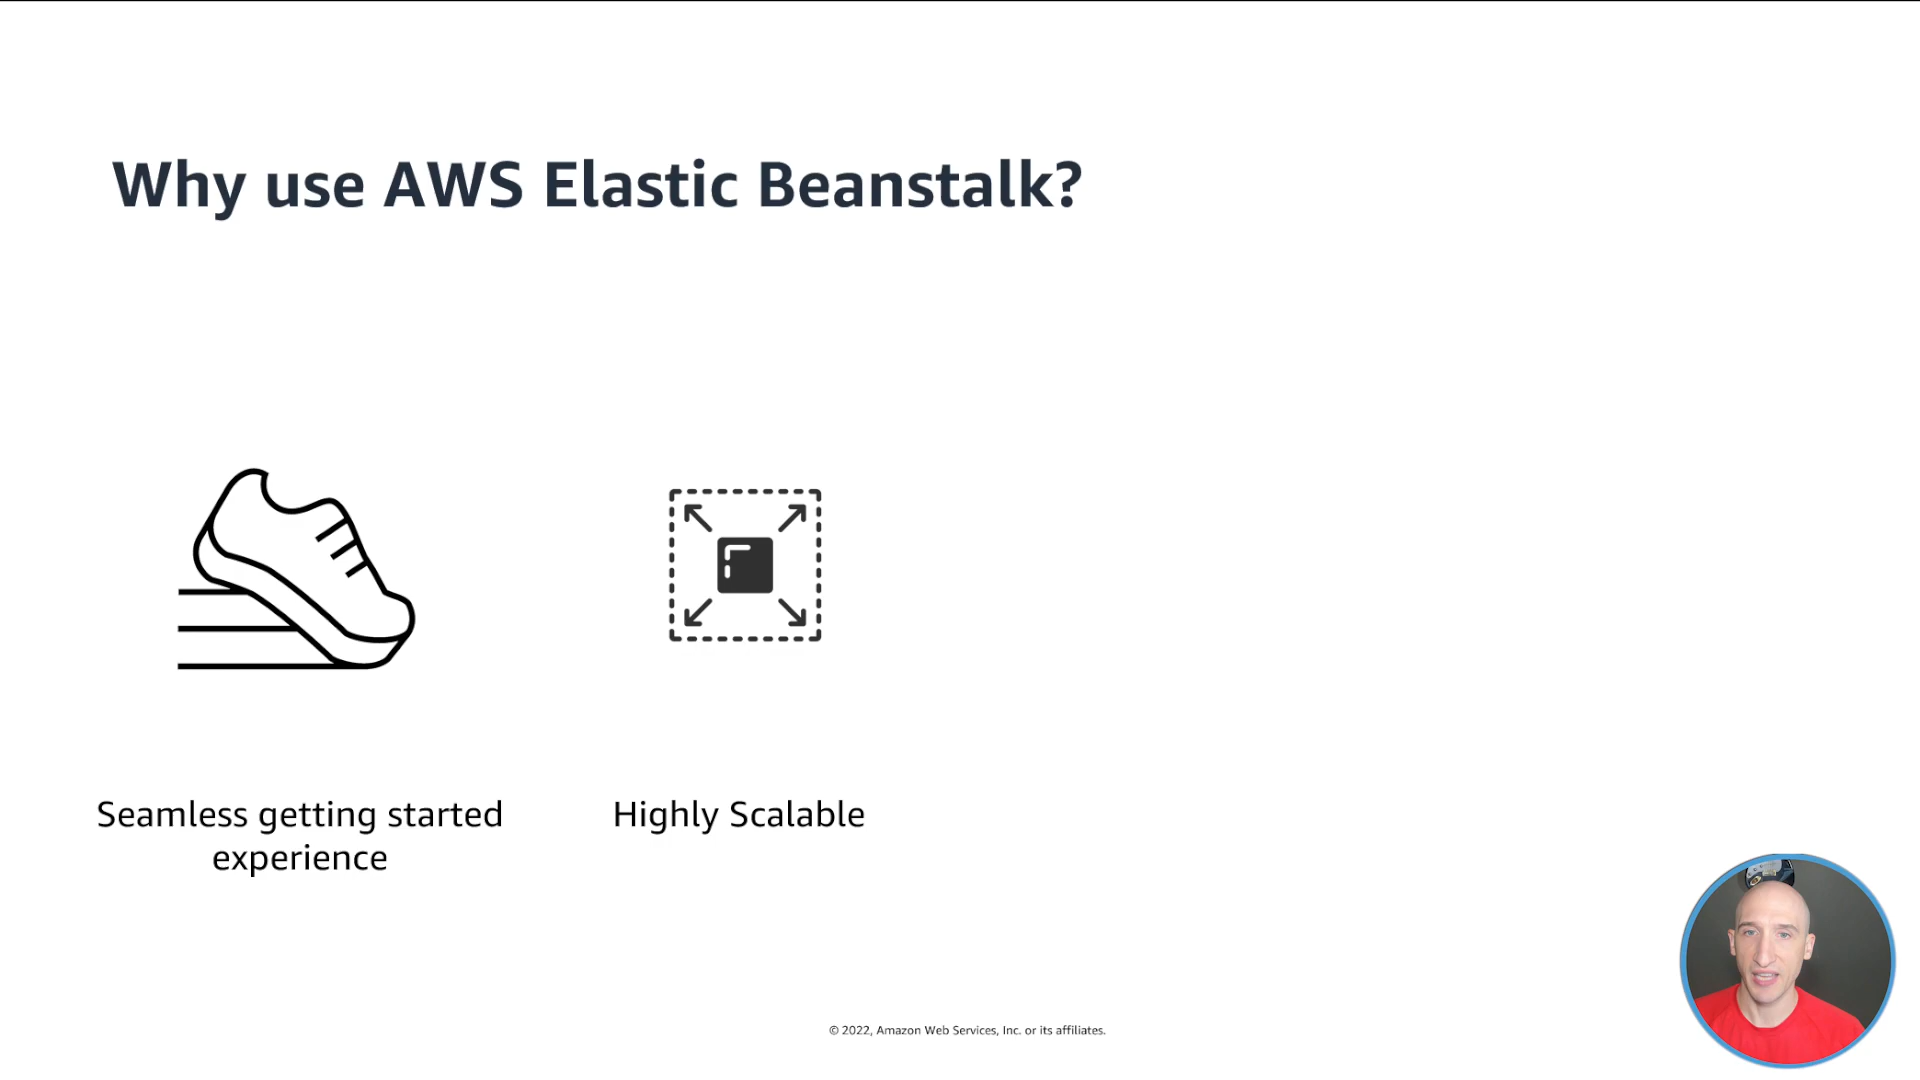 Why use AWS Elastic Beanstalk?
Seamless getting started
experience
Highly Scalable
© 2022, Amazon Web Services, Inc. or its affiliates.